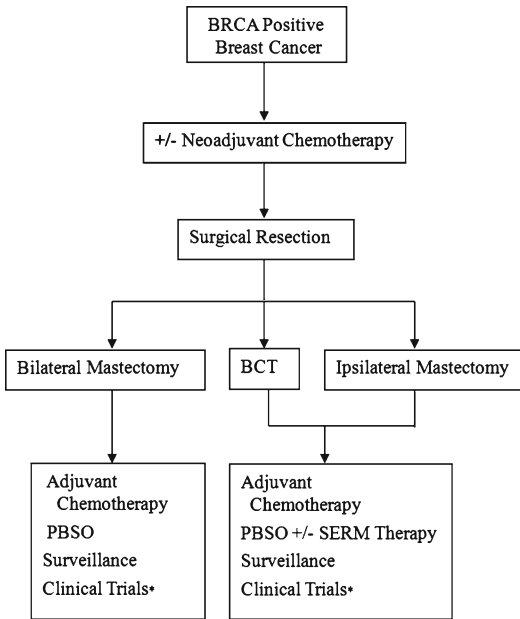 BRCA Positive
Breast Cancer
+/- Neoadjuvant Chemotherapy
Surgical Resection
Bilateral Mastectomy
BCT
Ipsilateral Mastectomy
Adjuvant
Chemotherapy
PBSO
Surveillance
Clinical Trials*
Adjuvant
Chemotherapy
PBSO +/- SERM Therapy
Surveillance
Clinical Trials*